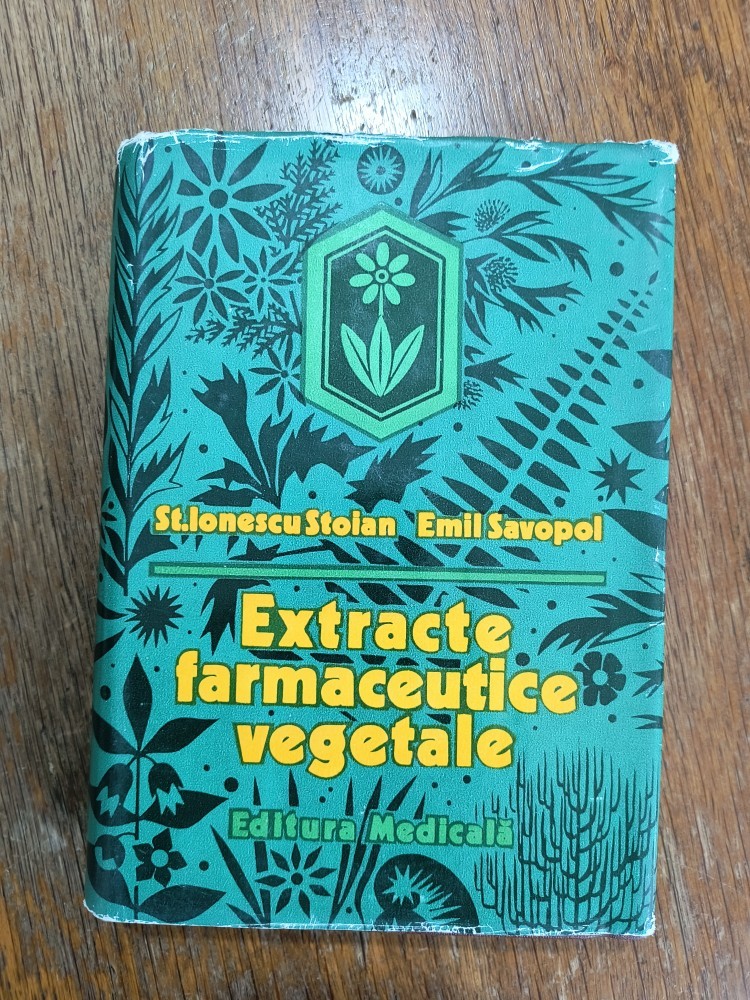 St.Ionescu Stoian Emil Savopol
Extracte
farmaceutice
vegetale
Editura Medicală